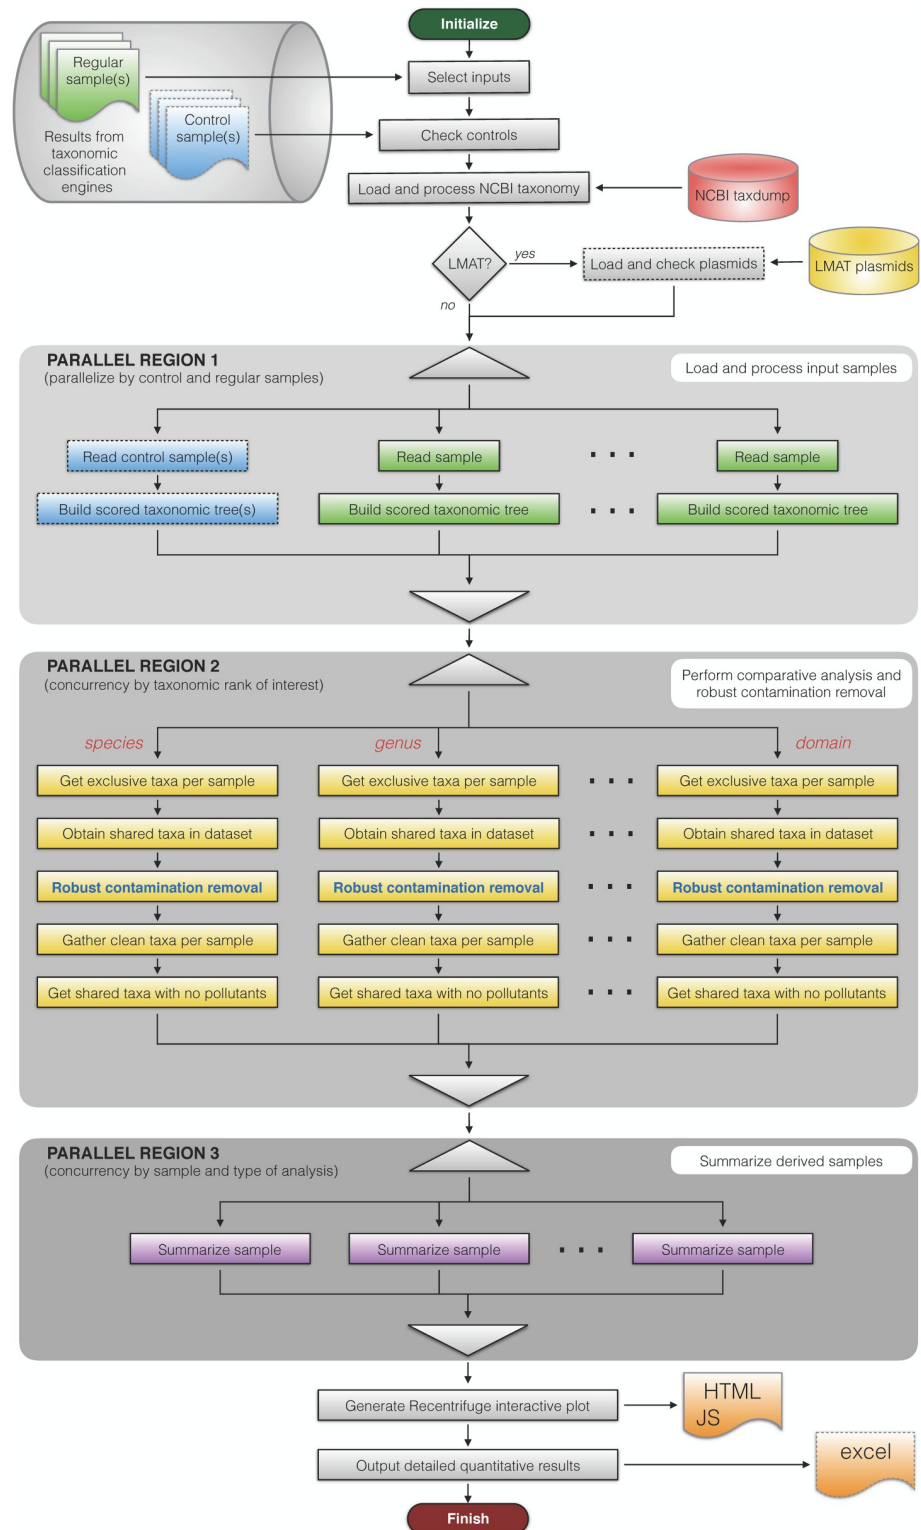 Initialize
Regular
sample(s)
Select inputs
Control
sample(s)
Check controls
Results from
taxonomic
classification
engines
Load and process NCBI taxonomy
NCBI taxdump
LMAT?
yes
Load and check plasmids
LMAT plasmids
no
PARALLEL REGION 1
(parallelize by control and regular samples)
Load and process input samples
Read control sample(s)
Read sample
. . .
Read sample
Build scored taxonomic tree(s)
Build scored taxonomic tree
. . .
Build scored taxonomic tree
PARALLEL REGION 2
(concurrency by taxonomic rank of interest)
Perform comparative analysis and
robust contamination removal
species
genus
domain
Get exclusive taxa per sample
Get exclusive taxa per sample
. . .
Get exclusive taxa per sample
Obtain shared taxa in dataset
Obtain shared taxa in dataset
. . .
Obtain shared taxa in dataset
Robust contamination removal
Robust contamination removal
. . .
Robust contamination removal
Gather clean taxa per sample
Gather clean taxa per sample
. . .
Gather clean taxa per sample
Get shared taxa with no pollutants
Get shared taxa with no pollutants
. . .
Get shared taxa with no pollutants
PARALLEL REGION 3
(concurrency by sample and type of analysis)
Summarize derived samples
Summarize sample
Summarize sample
. . .
Summarize sample
Generate Recentrifuge interactive plot
HTML
JS
Output detailed quantitative results
excel
Finish